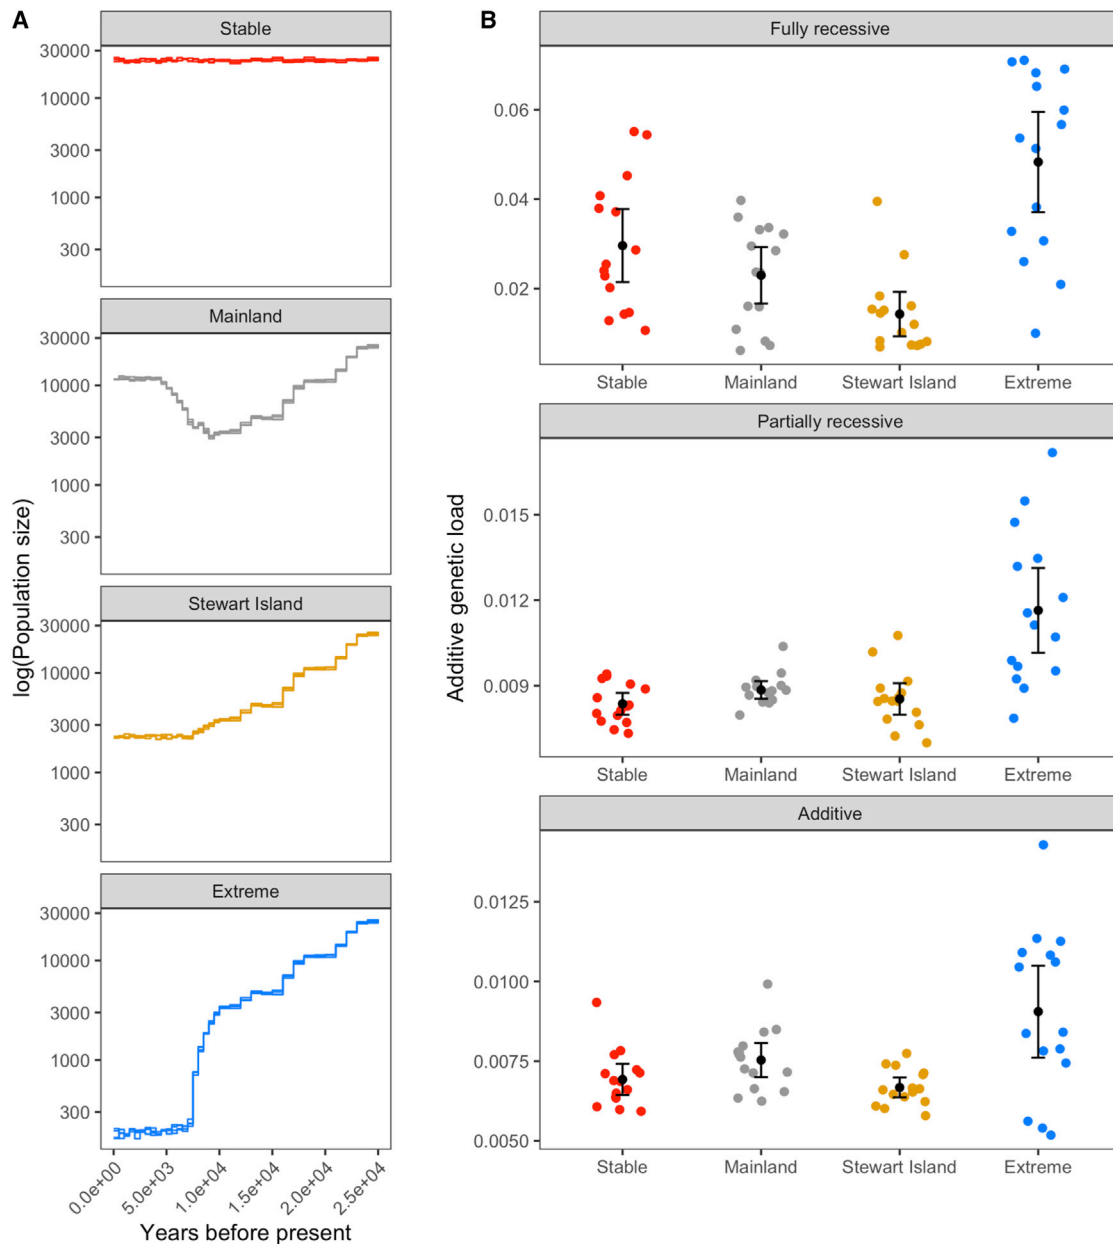 A
Stable
30000
10000
3000
1000
300
Mainland
30000
10000
3000
1000
300
Stewart Island
30000
10000
3000
1000
300
Extreme
30000
10000
3000
1000
300
0.0e+00
5.0e+03
1.0e+04
1.5e+04
2.0e+04
2.5e+04
log(Population size)
Years before present
B
Fully recessive
0.06
0.04
0.02
Stable Mainland Stewart Island Extreme
Partially recessive
0.015
0.012
0.009
Stable Mainland Stewart Island Extreme
Additive
0.0125
0.0100
0.0075
0.0050
Stable Mainland Stewart Island Extreme
Additive genetic load